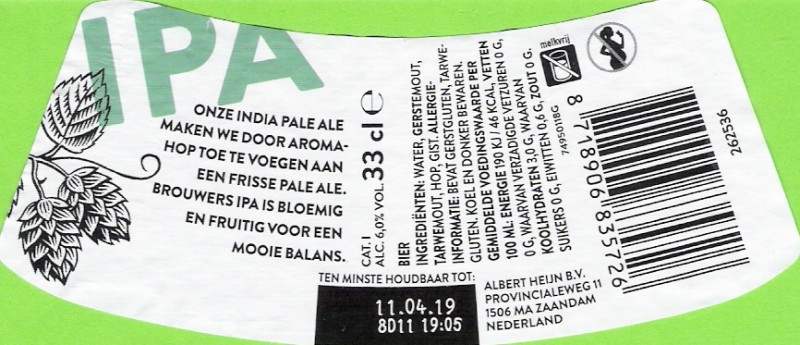 IPA
ONZE INDIA PALE ALE
MAKEN WE DOOR AROMA-
HOP TOE TE VOEGEN AAN
EEN FRISSE PALE ALE.
BROUWERS IPA IS BLOEMIG
EN FRUITIG VOOR EEN
MOOIE BALANS.
CAT. I
ALC. 6,0% VOL. 33 cl e
BIER
INGREDIËNTEN: WATER, GERSTEMOUT,
TARWEMOUT, HOP, GIST. ALLERGIE-
INFORMATIE: BEVAT GERSTGLUTEN, TARWE-
GLUTEN. KOEL EN DONKER BEWAREN.
GEMIDDELDE VOEDINGSWAARDE PER
100 ML: ENERGIE 190 KJ / 46 KCAL, VETTEN
0 G, WAARVAN VERZADIGDE VETZUREN 0 G,
KOOLHYDRATEN 3,0 G, WAARVAN
SUIKERS 0 G, EIWITTEN 0,6 G, ZOUT 0 G.
74950118G
melkvrij
8 718906 835726
262536
TEN MINSTE HOUDBAAR TOT:
11.04.19
8D11 19:05
ALBERT HEIJN B.V.
PROVINCIALEWEG 11
1506 MA ZAANDAM
NEDERLAND